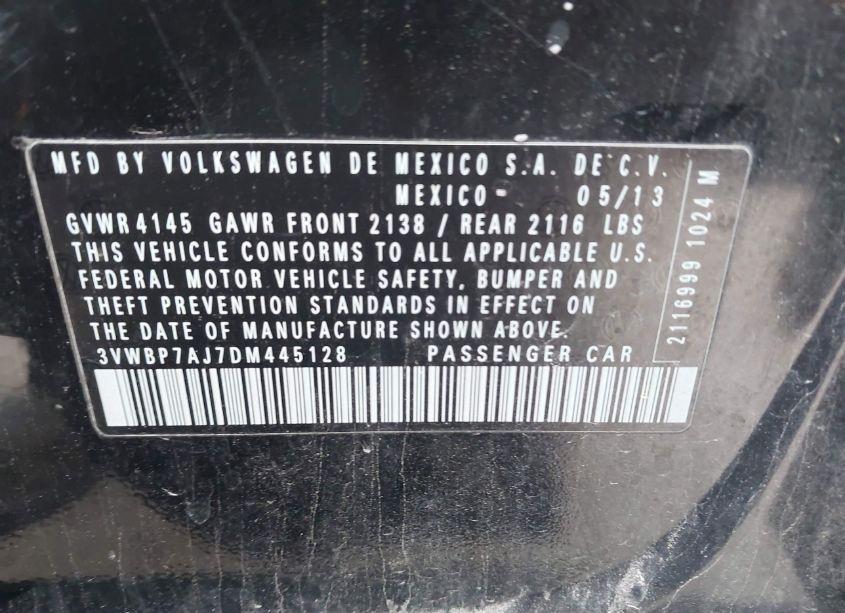 MFD BY VOLKSWAGEN DE MEXICO S.A. DE C.V.
MEXICO- 05/13
GVWR 4145 GAWR FRONT 2138 / REAR 2116 LBS
THIS VEHICLE CONFORMS TO ALL APPLICABLE U.S.
FEDERAL MOTOR VEHICLE SAFETY, BUMPER AND
THEFT PREVENTION STANDARDS IN EFFECT ON
THE DATE OF MANUFACTURE SHOWN ABOVE.
3VWBP7AJ7DM445128 PASSENGER CAR
2116999 1024 M